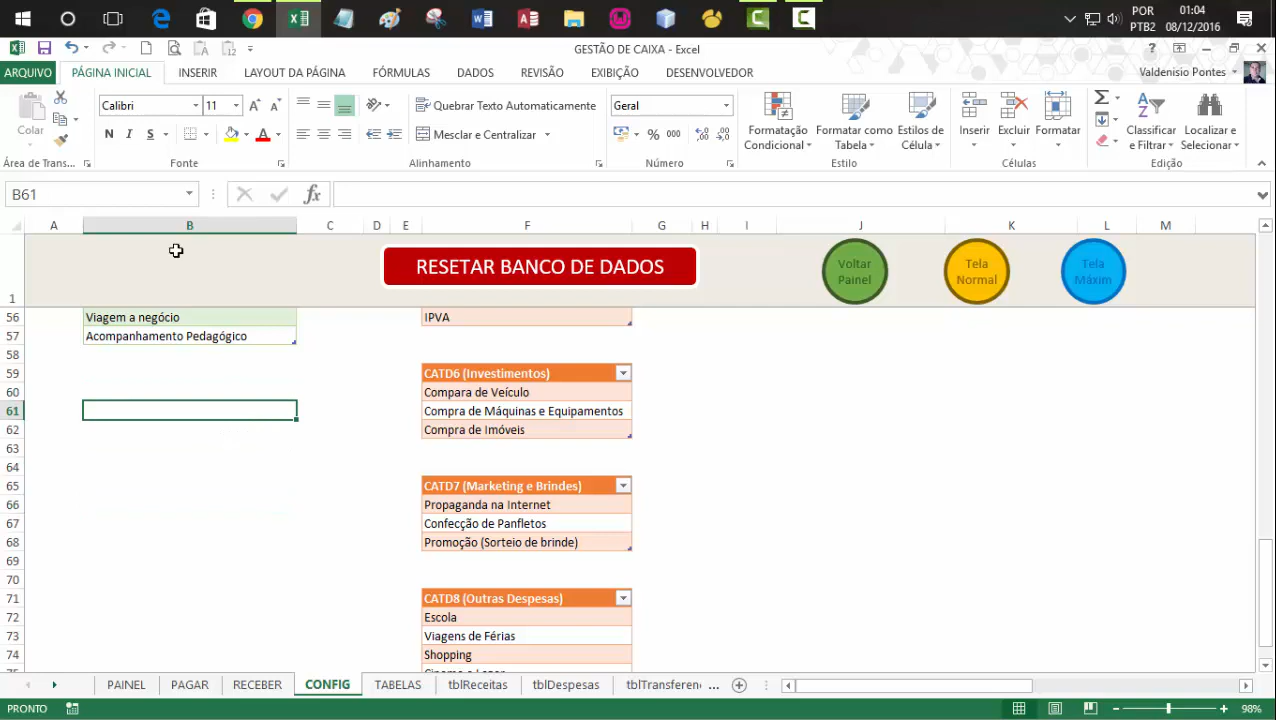 POR 01:04
PTB2 08/12/2016
GESTÃO DE CAIXA - Excel
ARQUIVO PÁGINA INICIAL INSERIR LAYOUT DA PÁGINA FÓRMULAS DADOS REVISÃO EXIBIÇÃO DESENVOLVEDOR Valdenisio Pontes
Calibri 11 Quebrar Texto Automaticamente Geral
Colar N I S Mesclar e Centralizar % 000 Formatação Condicional Formatar como Tabela Estilos de Célula Inserir Excluir Formatar Classificar e Filtrar Localizar e Selecionar
Área de Trans... Fonte Alinhamento Número Estilo Células Edição
B61 fx
A B C D E F G H I J K L M
1 RESETAR BANCO DE DADOS Voltar Painel Tela Normal Tela Máxim
56 Viagem a negócio IPVA
57 Acompanhamento Pedagógico
58
59 CATD6 (Investimentos)
60 Compara de Veículo
61 Compra de Máquinas e Equipamentos
62 Compra de Imóveis
63
64
65 CATD7 (Marketing e Brindes)
66 Propaganda na Internet
67 Confecção de Panfletos
68 Promoção (Sorteio de brinde)
69
70
71 CATD8 (Outras Despesas)
72 Escola
73 Viagens de Férias
74 Shopping
PAINEL PAGAR RECEBER CONFIG TABELAS tblReceitas tblDespesas tblTransferen ...
PRONTO 98%